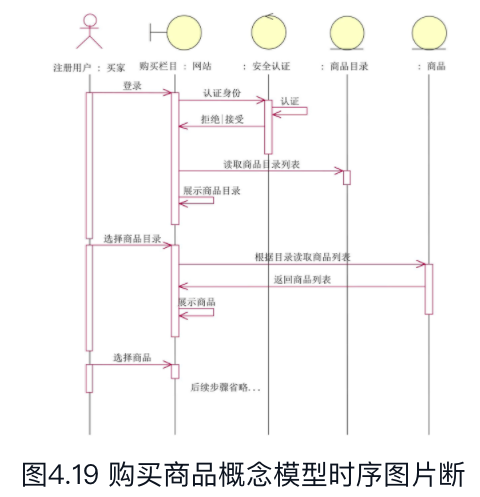 注册用户 : 买家
购买栏目 : 网站
: 安全认证
: 商品目录
: 商品
登录
认证身份
认证
拒绝|接受
读取商品目录列表
展示商品目录
选择商品目录
根据目录读取商品列表
返回商品列表
展示商品
选择商品
后续步骤省略...
图4.19 购买商品概念模型时序图片断